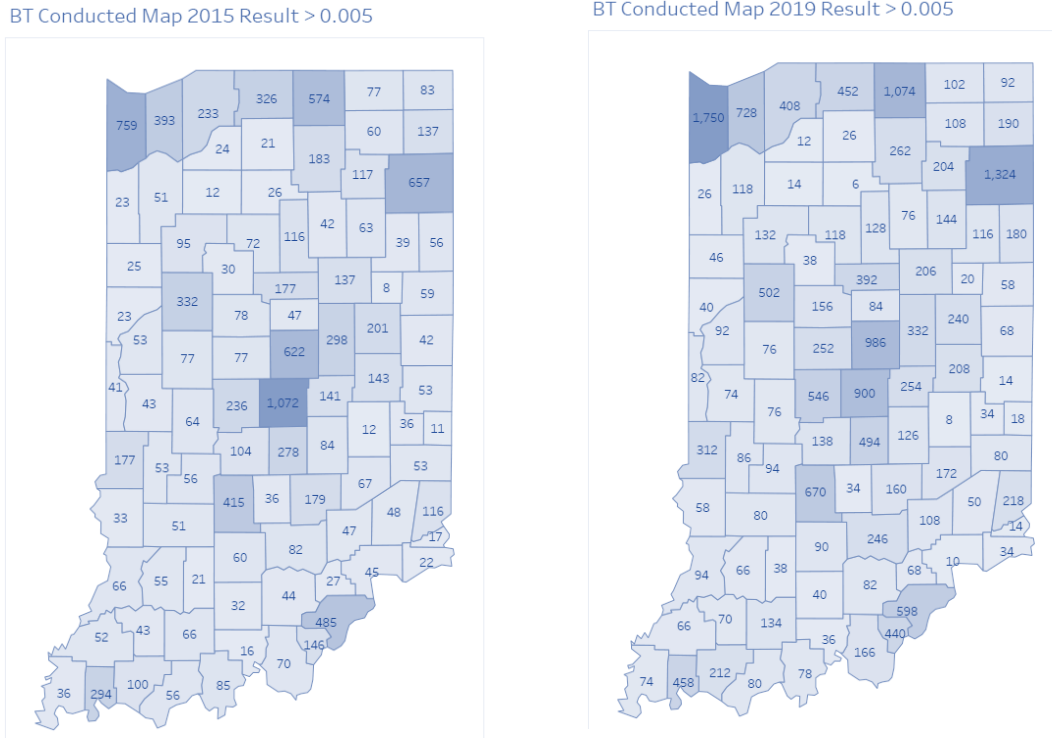 BT Conducted Map 2015 Result > 0.005
759 393 233 326 574 77 83
24 21 183 60 137
23 51 12 26 117 657
95 72 116 42 63 39 56
25 30 177 137 8 59
23 332 78 47
53 77 77 622 298 201 42
41 43 64 236 1,072 141 143 53
12 36 11
177 53 56 104 278 84 53
33 51 415 36 179 67
47 48 116
17
66 55 21 60 82 45 22
32 44 27
52 43 66 485
16 146
36 294 100 56 85 70
BT Conducted Map 2019 Result > 0.005
1,750 728 408 452 1,074 102 92
12 26 262 108 190
26 118 14 6 204 1,324
132 118 128 76 144 116 180
46 38 392 206 20 58
40 502 156 84
92 76 252 986 332 240 68
82 74 76 546 900 254 208 14
8 34 18
312 86 94 138 494 126 80
58 80 670 34 160 172
108 50 218
14
94 66 38 90 246 10 34
40 82 68
66 70 134 598
36 440
74 458 212 80 78 166